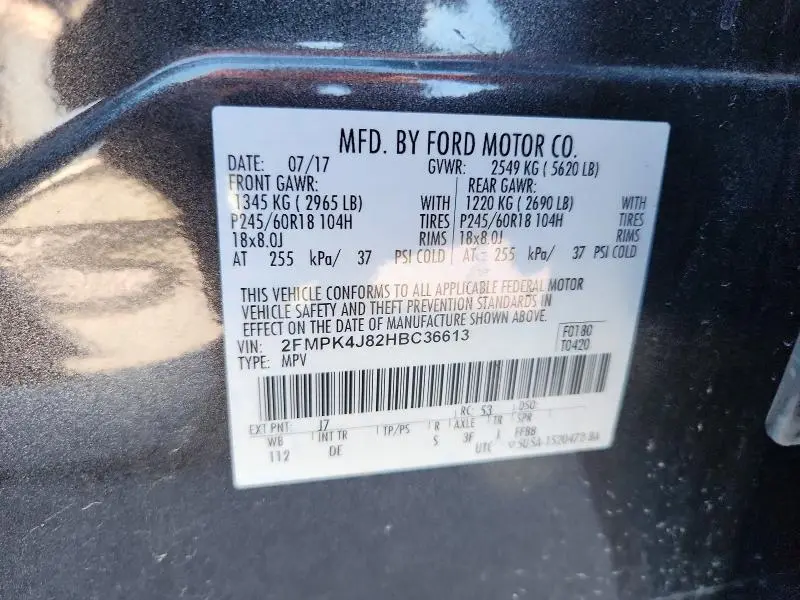 MFD. BY FORD MOTOR CO.
DATE: 07/17 GVWR: 2549 KG ( 5620 LB)
FRONT GAWR: REAR GAWR:
1345 KG ( 2965 LB) WITH 1220 KG ( 2690 LB) WITH
P245/60R18 104H TIRES P245/60R18 104H TIRES
18x8.0J RIMS 18x8.0J RIMS
AT 255 kPa/ 37 PSI COLD AT 255 kPa/ 37 PSI COLD
THIS VEHICLE CONFORMS TO ALL APPLICABLE FEDERAL MOTOR
VEHICLE SAFETY AND THEFT PREVENTION STANDARDS IN
EFFECT ON THE DATE OF MANUFACTURE SHOWN ABOVE.
VIN: 2FMPK4J82HBC36613 F0180
TYPE: MPV T0420
EXT PNT: J7 RC: 53 DSO:
WB INT TR TP/PS R AXLE TR SPR
112 DE S 3F I FFBB
UTC